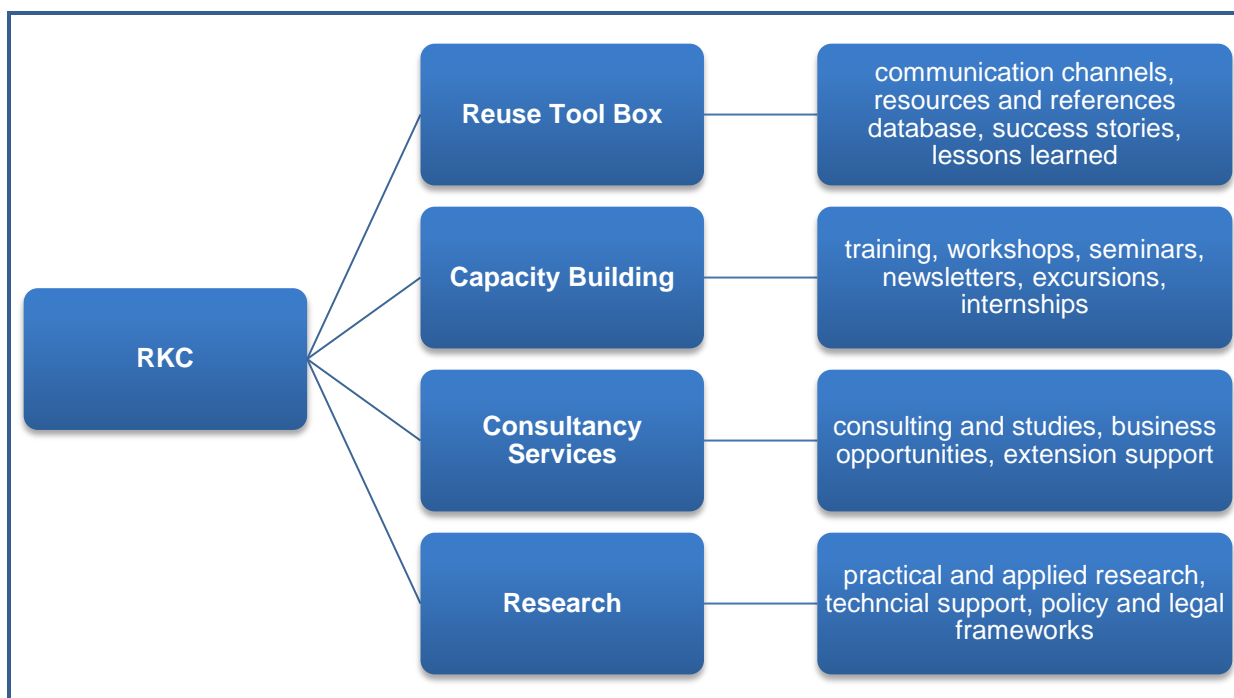 RKC
Reuse Tool Box
communication channels,
resources and references
database, success stories,
lessons learned
Capacity Building
training, workshops, seminars,
newsletters, excursions,
internships
Consultancy
Services
consulting and studies, business
opportunities, extension support
Research
practical and applied research,
techncial support, policy and legal
frameworks